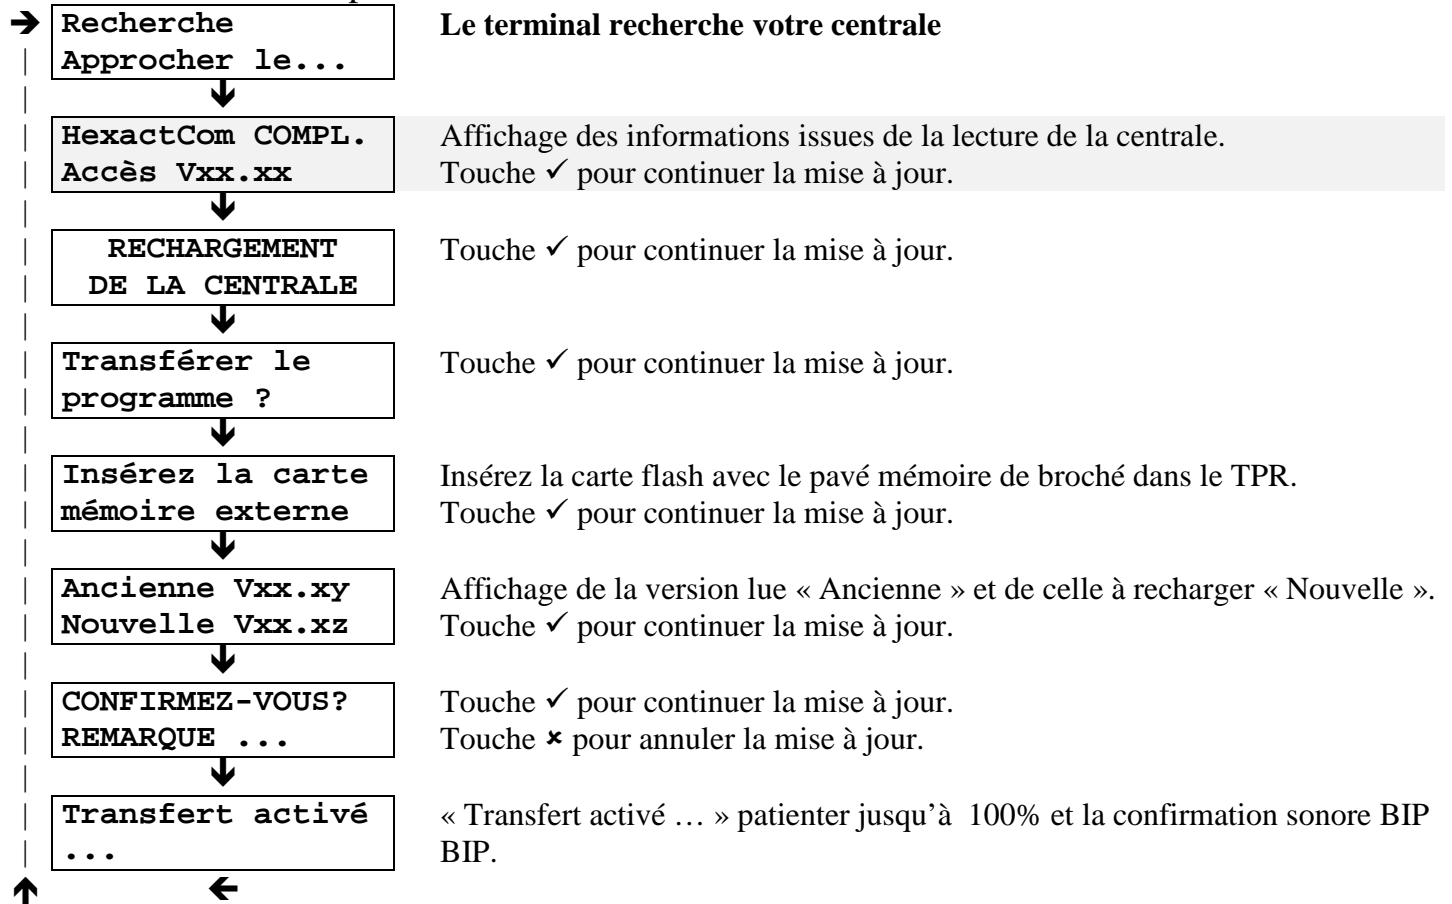 Recherche
Approcher le...
Le terminal recherche votre centrale
HexactCom COMPL.
Accès Vxx.xx
Affichage des informations issues de la lecture de la centrale.
Touche ✓ pour continuer la mise à jour.
RECHARGEMENT
DE LA CENTRALE
Touche ✓ pour continuer la mise à jour.
Transférer le
programme ?
Touche ✓ pour continuer la mise à jour.
Insérez la carte
mémoire externe
Insérez la carte flash avec le pavé mémoire de broché dans le TPR.
Touche ✓ pour continuer la mise à jour.
Ancienne Vxx.xy
Nouvelle Vxx.xz
Affichage de la version lue « Ancienne » et de celle à recharger « Nouvelle ».
Touche ✓ pour continuer la mise à jour.
CONFIRMEZ-VOUS?
REMARQUE ...
Touche ✓ pour continuer la mise à jour.
Touche × pour annuler la mise à jour.
Transfert activé
...
« Transfert activé … » patienter jusqu’à  100% et la confirmation sonore BIP
BIP.